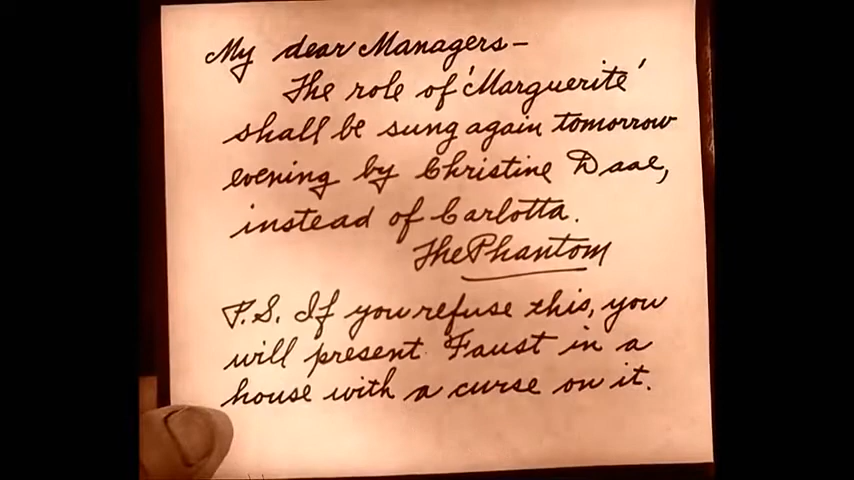 My dear Managers—
The role of 'Marguerite'
shall be sung again tomorrow
evening by Christine Daae,
instead of Carlotta.
The Phantom
P.S. If you refuse this, you
will present Faust in a
house with a curse on it.